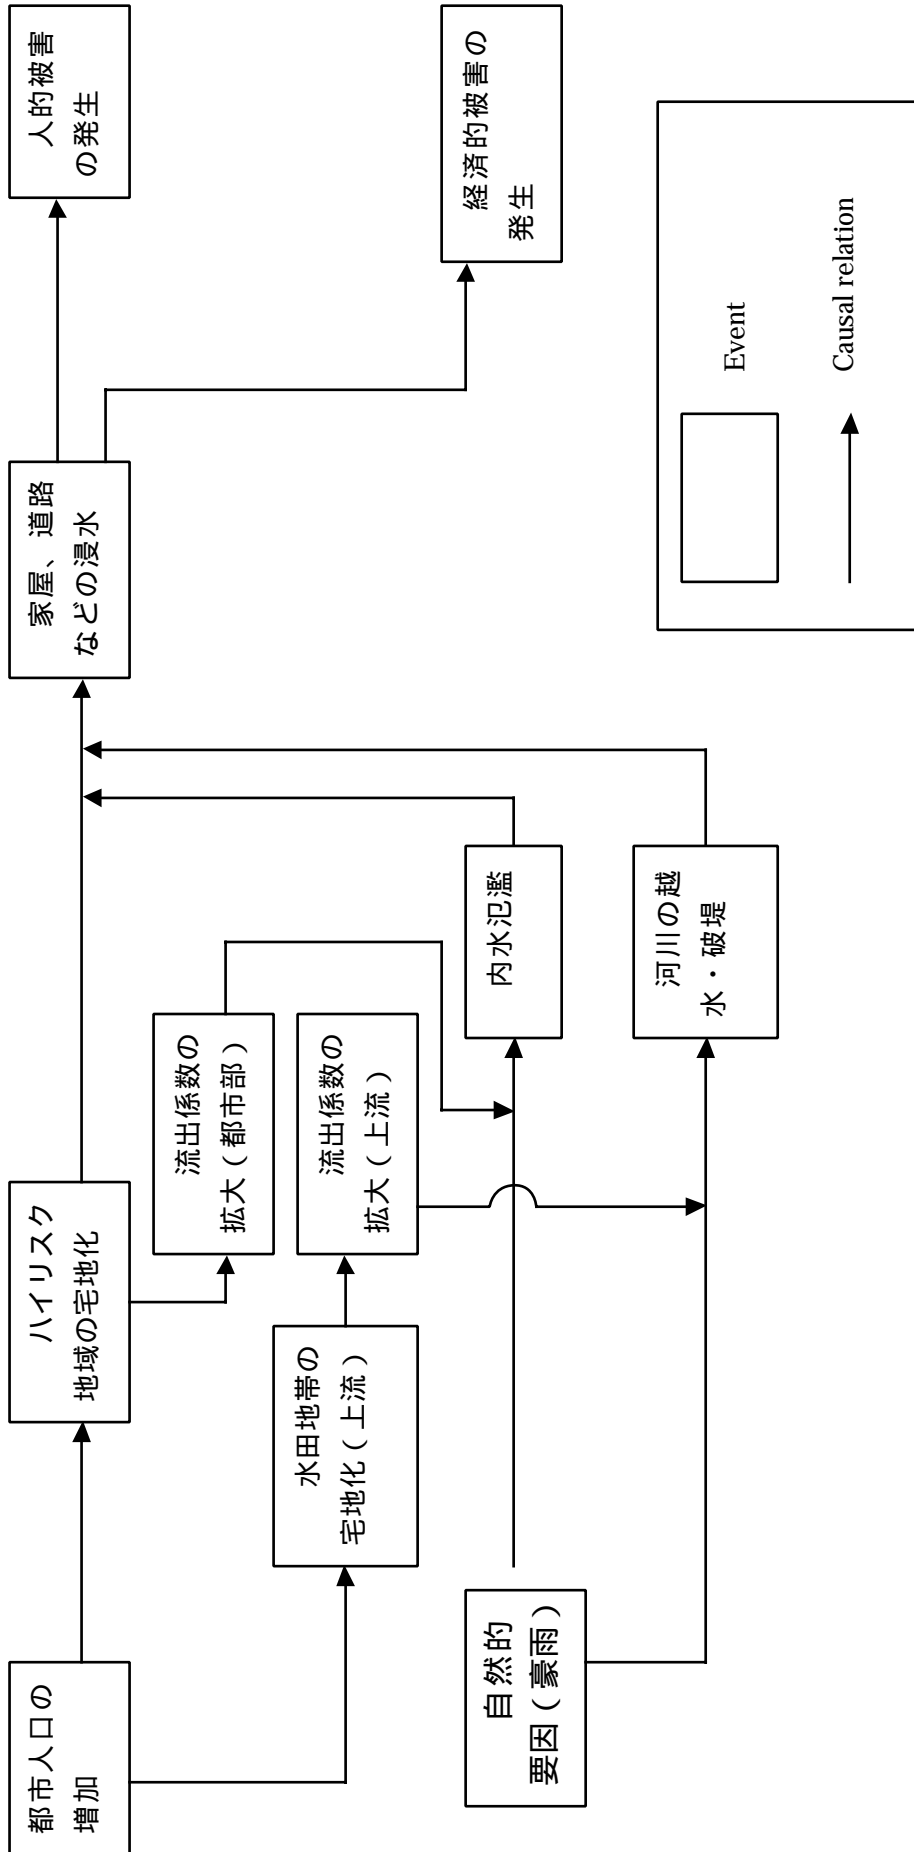 都市人口の
増加
ハイリスク
地域の宅地化
家屋、道路
などの浸水
人的被害
の発生
流出係数の
拡大(都市部)
水田地帯の
宅地化(上流)
流出係数の
拡大(上流)
経済的被害の
発生
自然的
要因(豪雨)
内水氾濫
河川の越
水・破堤
Event
Causal relation